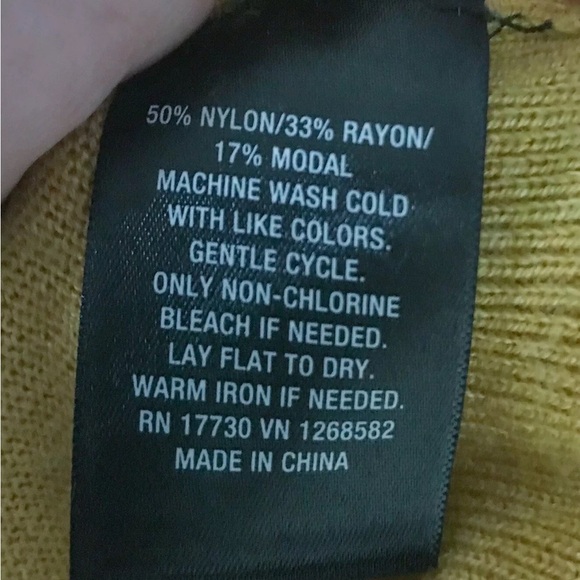 50% NYLON/33% RAYON/
17% MODAL
MACHINE WASH COLD
WITH LIKE COLORS.
GENTLE CYCLE.
ONLY NON-CHLORINE
BLEACH IF NEEDED.
LAY FLAT TO DRY.
WARM IRON IF NEEDED.
RN 17730 VN 1268582
MADE IN CHINA